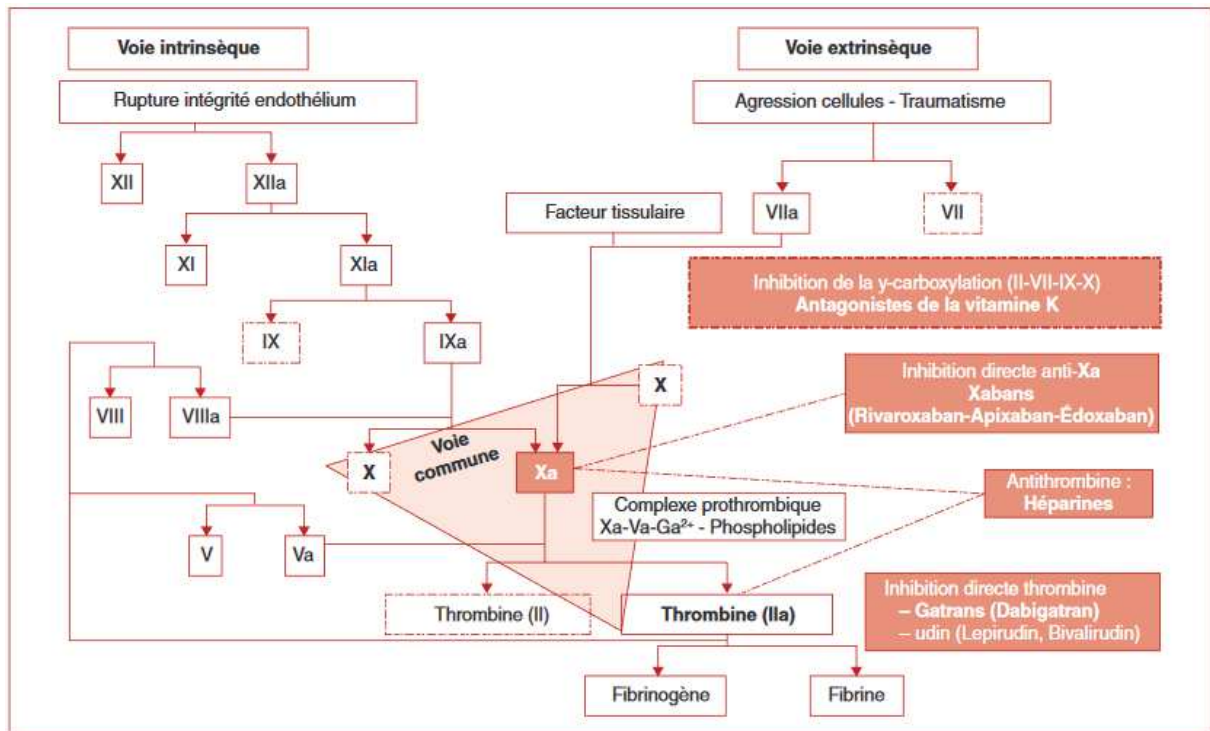 Voie intrinsèque
Voie extrinsèque
Rupture intégrité endothélium
Agression cellules - Traumatisme
XII
XIIa
Facteur tissulaire
VIIa
VII
XI
XIa
Inhibition de la y-carboxylation (II-VII-IX-X)
Antagonistes de la vitamine K
IX
IXa
Inhibition directe anti-Xa
Xabans
(Rivaroxaban-Apixaban-Édoxaban)
X
VIII
VIIIa
Voie
commune
X
Xa
Antithrombine :
Héparines
Complexe prothrombique
Xa-Va-Ga²⁺ - Phospholipides
V
Va
Thrombine (II)
Thrombine (IIa)
Inhibition directe thrombine
– Gatrans (Dabigatran)
– udin (Lepirudin, Bivalirudin)
Fibrinogène
Fibrine